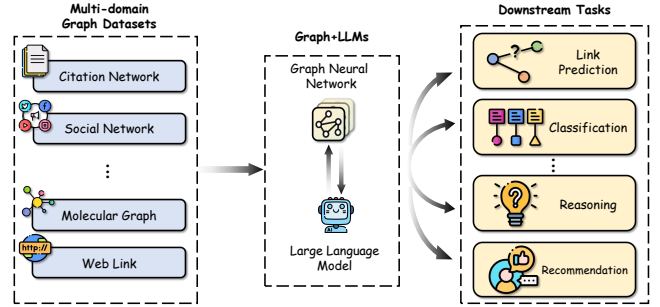 Multi-domain
Graph Datasets
Citation Network
Social Network
...
Molecular Graph
http://
Web Link
Graph+LLMs
Graph Neural
Network
Large Language
Model
Downstream Tasks
?
Link
Prediction
Classification
...
?
Reasoning
Recommendation